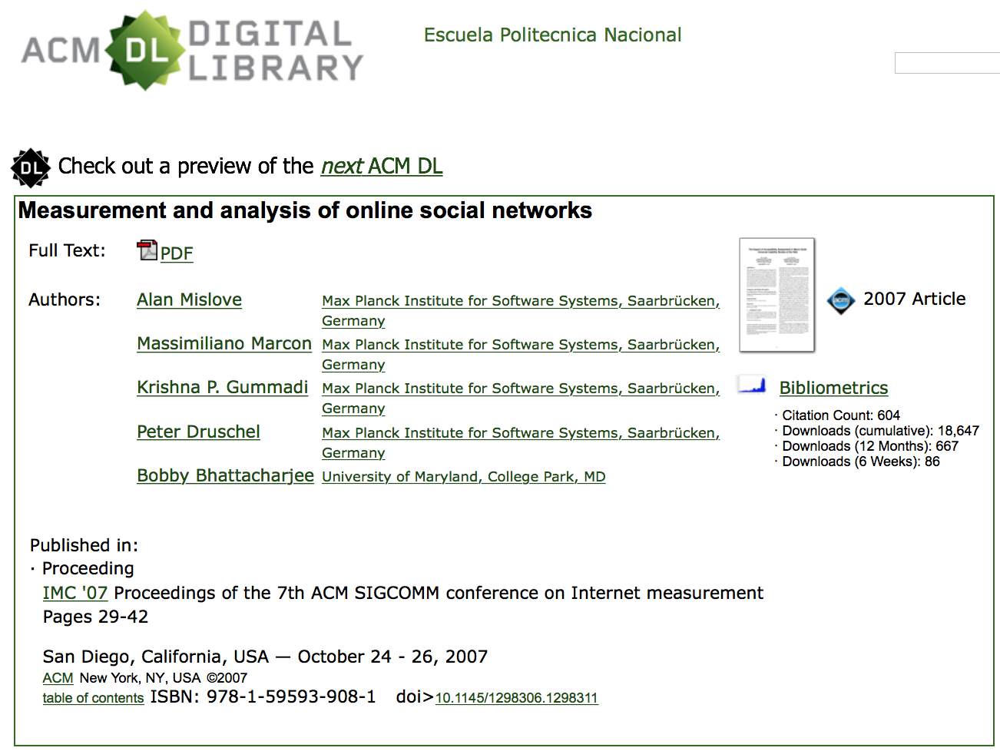 ACM DL DIGITAL LIBRARY
Escuela Politecnica Nacional
DL Check out a preview of the next ACM DL
Measurement and analysis of online social networks
Full Text: PDF
Authors: Alan Mislove Max Planck Institute for Software Systems, Saarbrücken,
Germany
Massimiliano Marcon Max Planck Institute for Software Systems, Saarbrücken,
Germany
Krishna P. Gummadi Max Planck Institute for Software Systems, Saarbrücken,
Germany
Peter Druschel Max Planck Institute for Software Systems, Saarbrücken,
Germany
Bobby Bhattacharjee University of Maryland, College Park, MD
2007 Article
Bibliometrics
· Citation Count: 604
· Downloads (cumulative): 18,647
· Downloads (12 Months): 667
· Downloads (6 Weeks): 86
Published in:
· Proceeding
IMC '07 Proceedings of the 7th ACM SIGCOMM conference on Internet measurement
Pages 29-42
San Diego, California, USA — October 24 - 26, 2007
ACM New York, NY, USA ©2007
table of contents ISBN: 978-1-59593-908-1 doi>10.1145/1298306.1298311